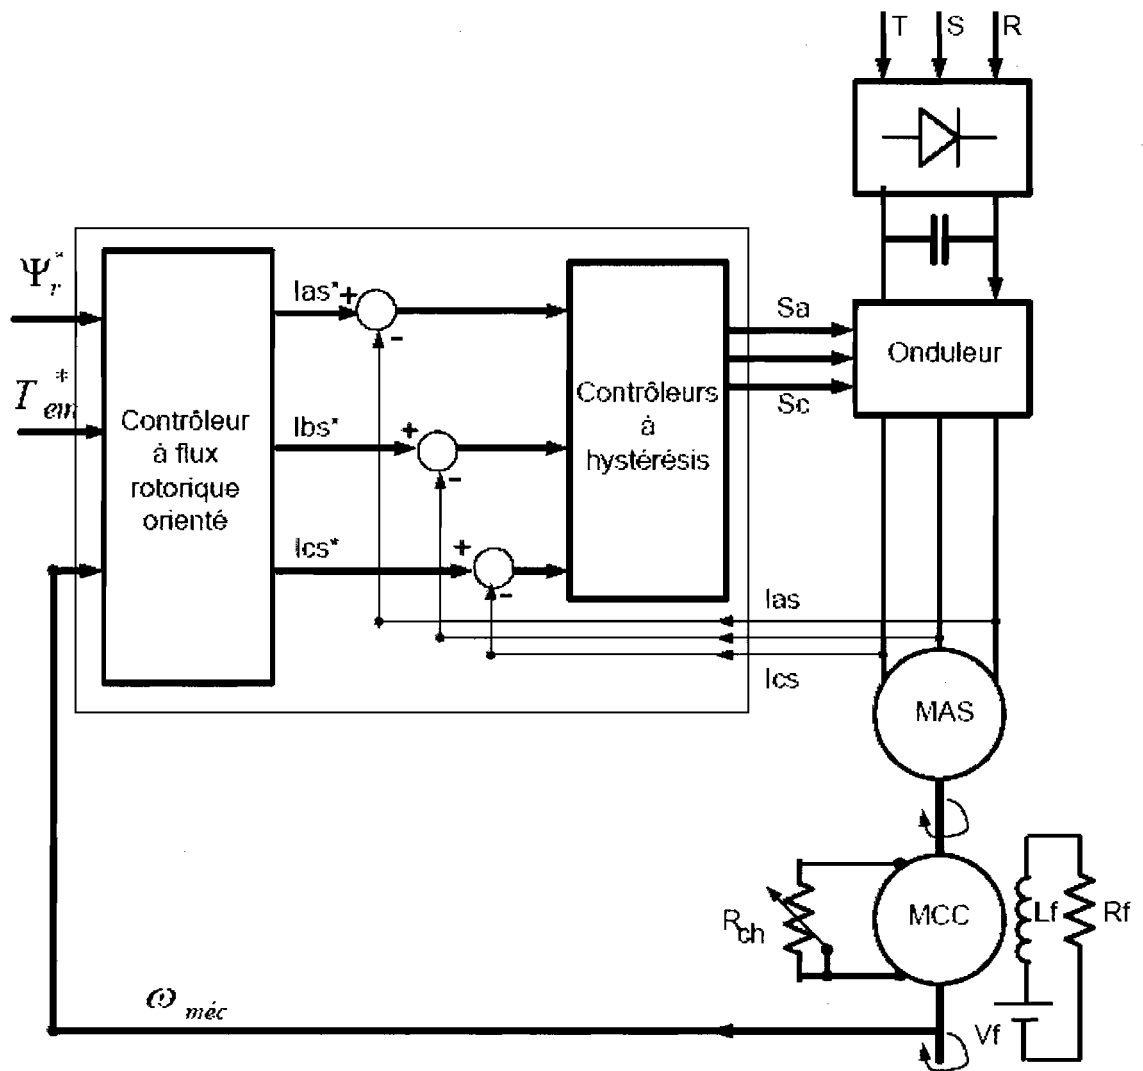 T S R
Ψr*
Ias* +
-
Sa
Onduleur
Tem*
Contrôleur
à flux
rotorique
orienté
Ibs* +
-
Contrôleurs
à
hystérésis
Sc
Ics* +
-
Ias
Ics
MAS
MCC
Rch
Lf
Rf
Vf
ω méc